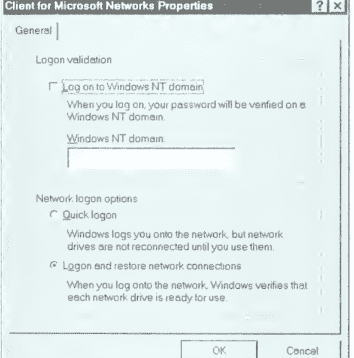 Client for Microsoft Networks Properties ? ×
General
Logon validation
Log on to Windows NT domain
When you log on, your password will be verified on a
Windows NT domain.
Windows NT domain:
Network logon options
Quick logon
Windows logs you onto the network, but network
drives are not reconnected until you use them.
Logon and restore network connections
When you log onto the network, Windows verifies that
each network drive is ready for use.
OK Cancel